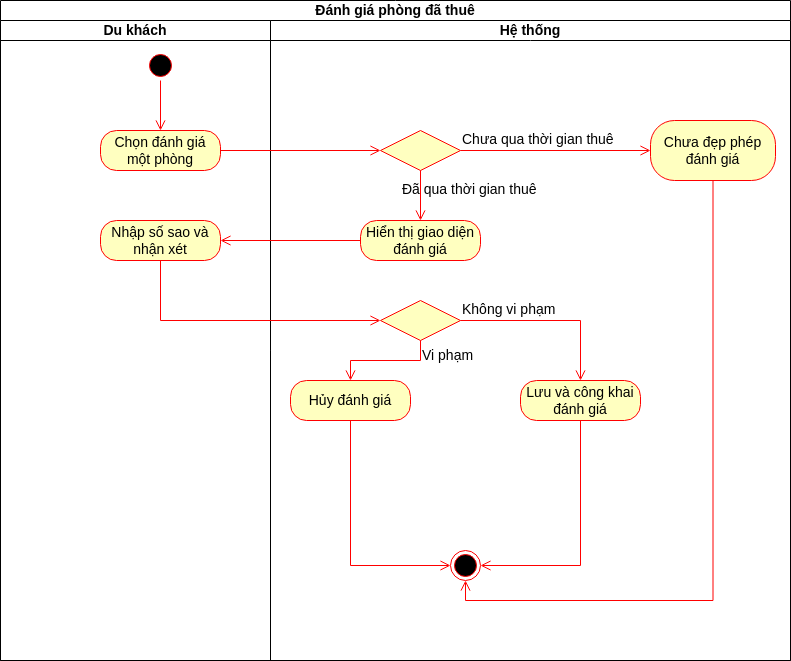 Đánh giá phòng đã thuê
Du khách
Hệ thống
Chọn đánh giá
một phòng
Chưa qua thời gian thuê
Chưa đẹp phép
đánh giá
Đã qua thời gian thuê
Nhập số sao và
nhận xét
Hiển thị giao diện
đánh giá
Không vi phạm
Vi phạm
Hủy đánh giá
Lưu và công khai
đánh giá